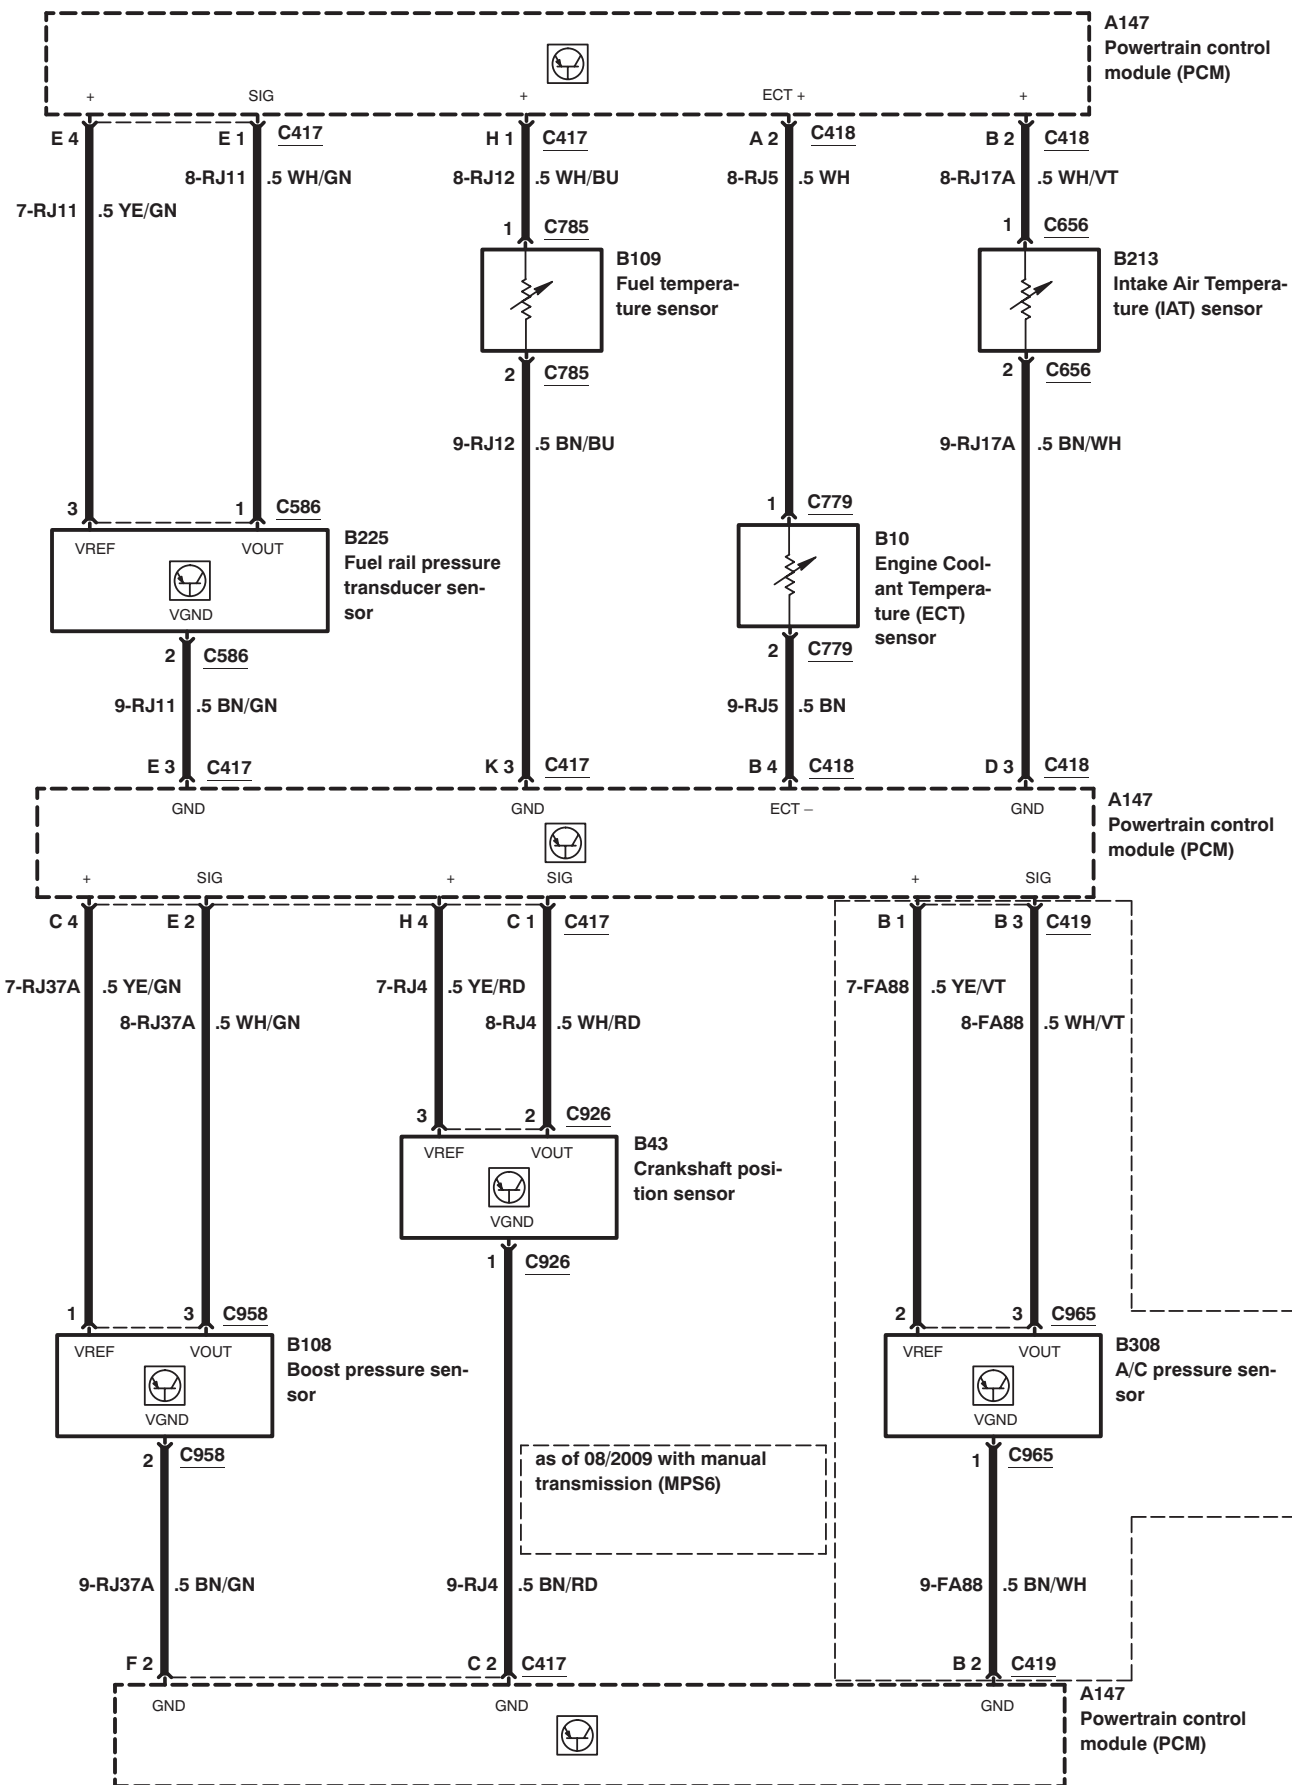 A147
Powertrain control
module (PCM)
+ SIG + ECT + +
E 4 E 1 C417 H 1 C417 A 2 C418 B 2 C418
8-RJ11 .5 WH/GN 8-RJ12 .5 WH/BU 8-RJ5 .5 WH 8-RJ17A .5 WH/VT
7-RJ11 .5 YE/GN
1 C785 1 C656
B109
Fuel tempera-
ture sensor
B213
Intake Air Tempera-
ture (IAT) sensor
2 C785 2 C656
9-RJ12 .5 BN/BU 9-RJ17A .5 BN/WH
3 1 C586 1 C779
VREF VOUT
VGND
B225
Fuel rail pressure
transducer sen-
sor
B10
Engine Cool-
ant Tempera-
ture (ECT)
sensor
2 C586 2 C779
9-RJ11 .5 BN/GN 9-RJ5 .5 BN
E 3 C417 K 3 C417 B 4 C418 D 3 C418
GND GND ECT – GND
A147
Powertrain control
module (PCM)
+ SIG + SIG + SIG
C 4 E 2 H 4 C 1 C417 B 1 B 3 C419
7-RJ37A .5 YE/GN 7-RJ4 .5 YE/RD 7-FA88 .5 YE/VT
8-RJ37A .5 WH/GN 8-RJ4 .5 WH/RD 8-FA88 .5 WH/VT
3 2 C926
VREF VOUT
VGND
B43
Crankshaft posi-
tion sensor
1 C926
1 3 C958 2 3 C965
VREF VOUT
VGND
B108
Boost pressure sen-
sor
VREF VOUT
VGND
B308
A/C pressure sen-
sor
2 C958 1 C965
as of 08/2009 with manual
transmission (MPS6)
9-RJ37A .5 BN/GN 9-RJ4 .5 BN/RD 9-FA88 .5 BN/WH
F 2 C 2 C417 B 2 C419
GND GND GND
A147
Powertrain control
module (PCM)